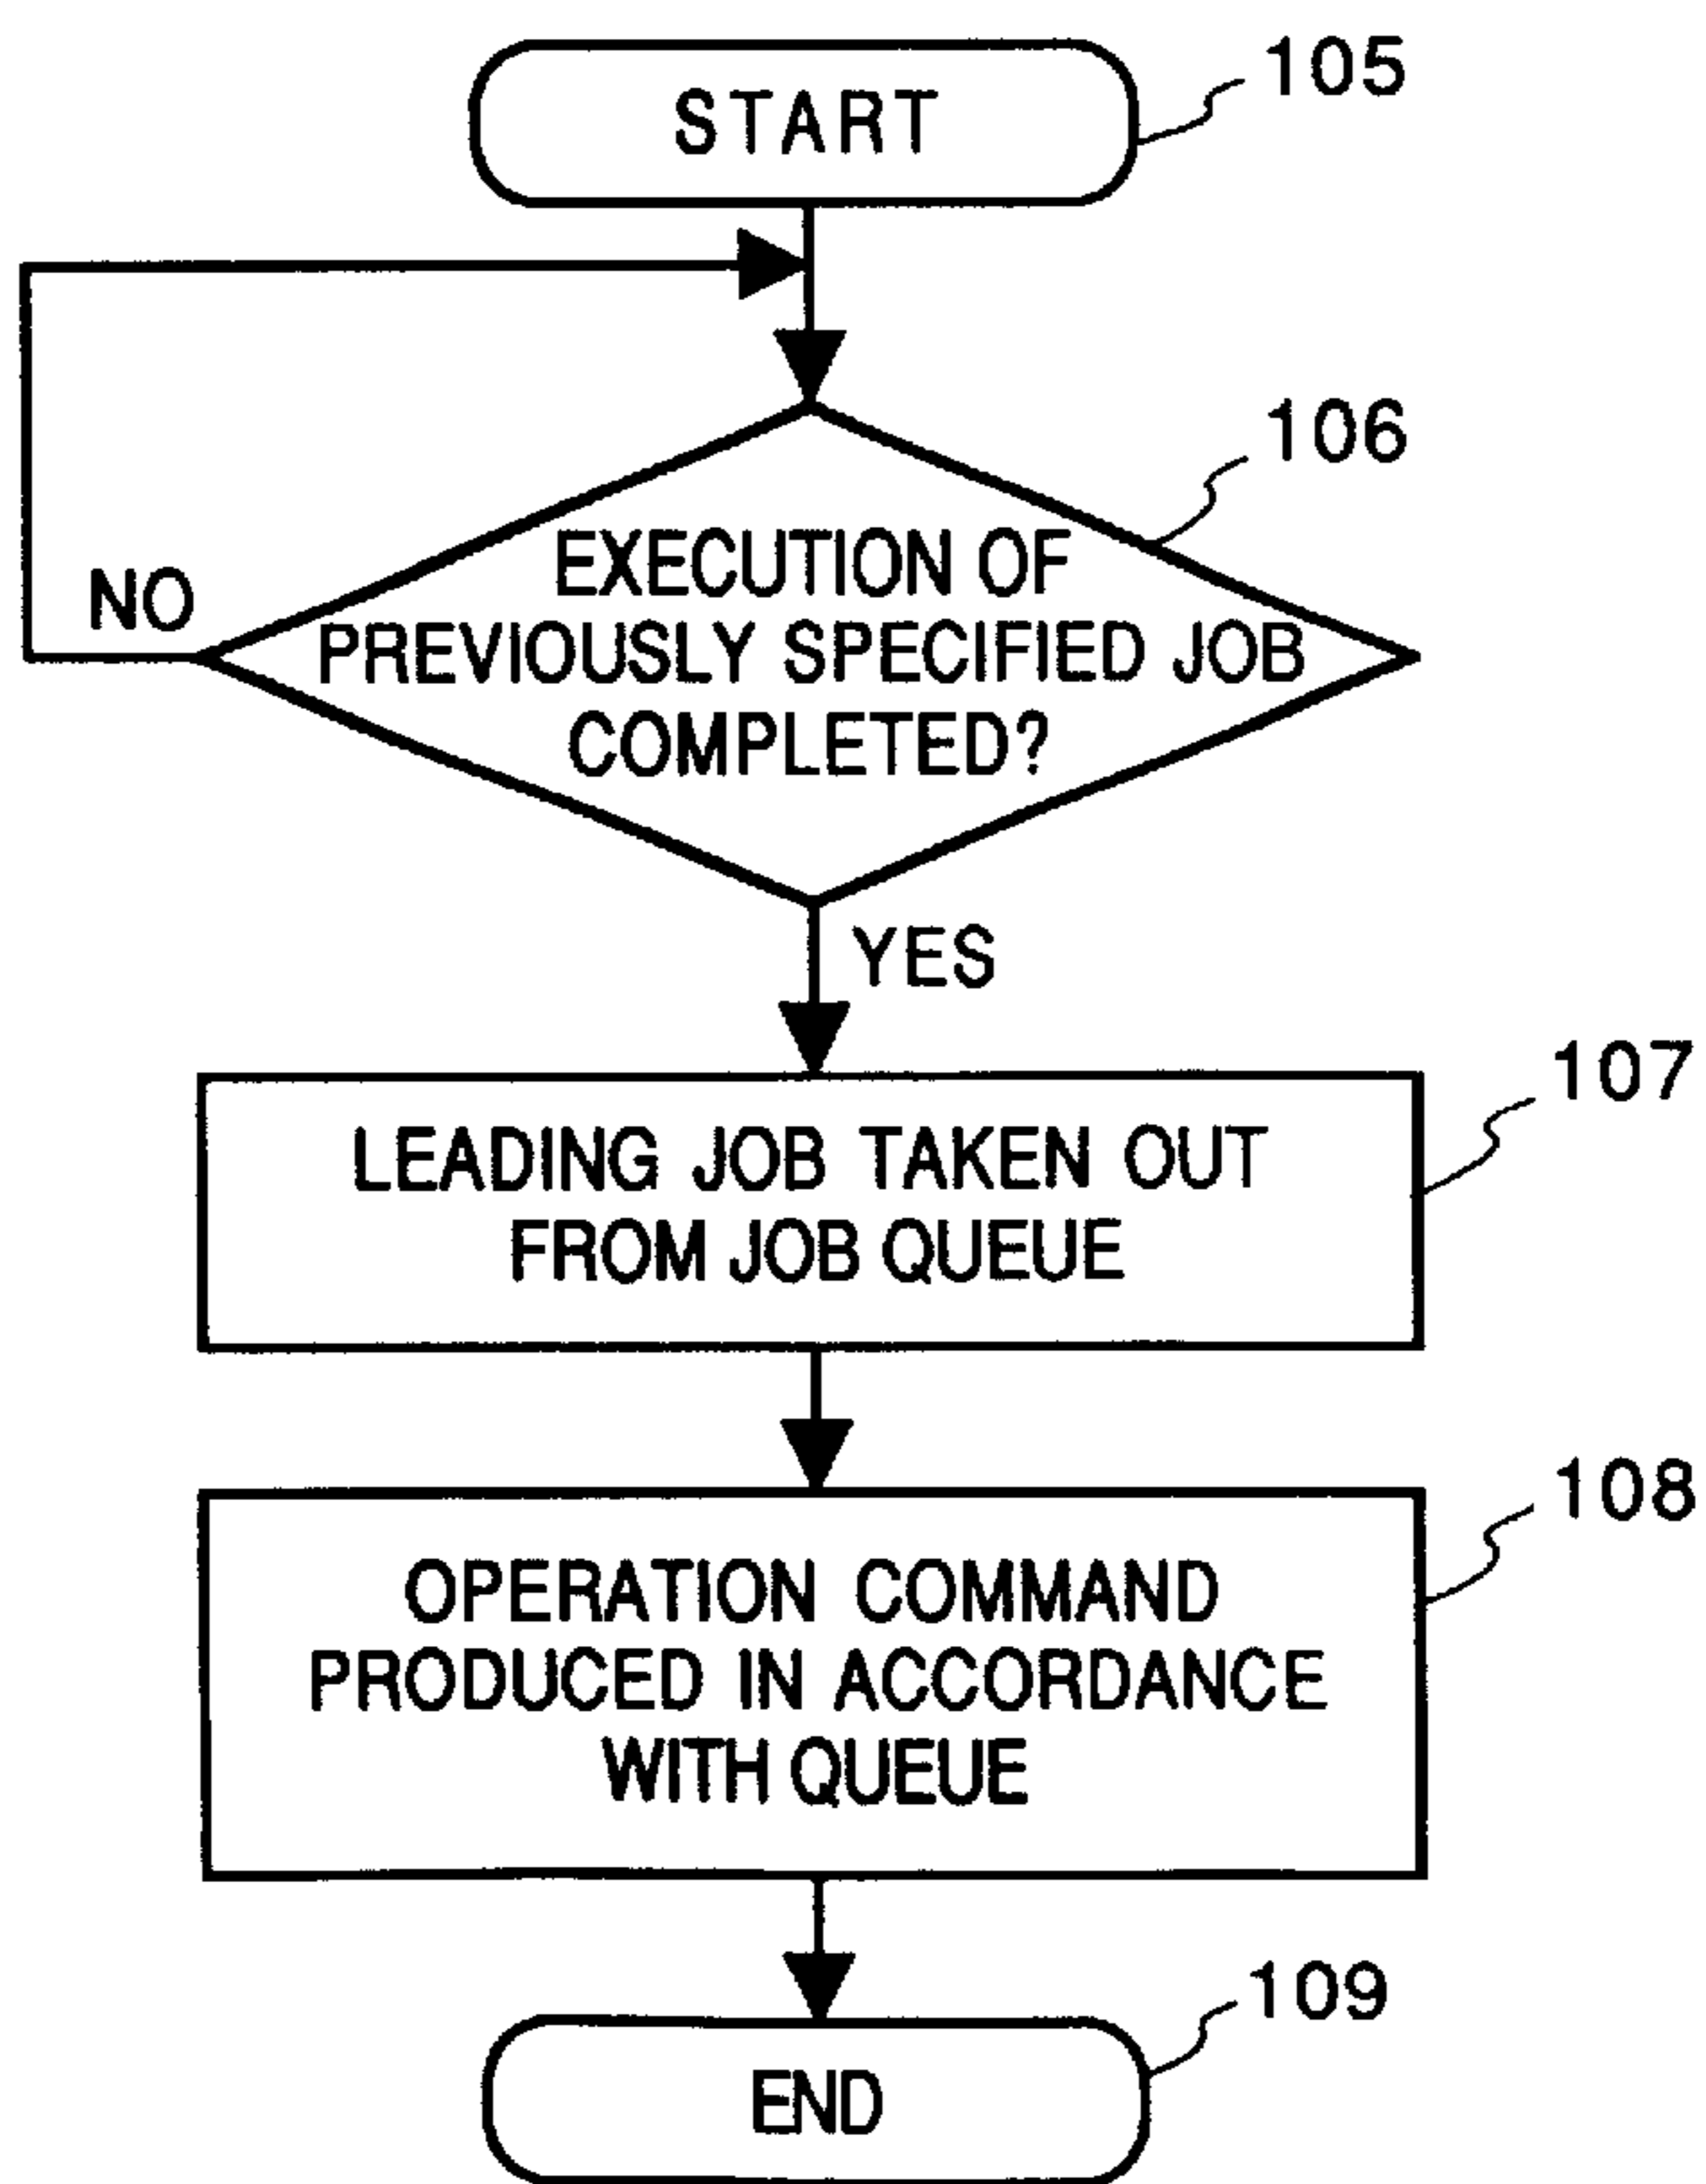 START
105
106
EXECUTION OF
PREVIOUSLY SPECIFIED JOB
COMPLETED?
NO
YES
107
LEADING JOB TAKEN OUT
FROM JOB QUEUE
108
OPERATION COMMAND
PRODUCED IN ACCORDANCE
WITH QUEUE
109
END